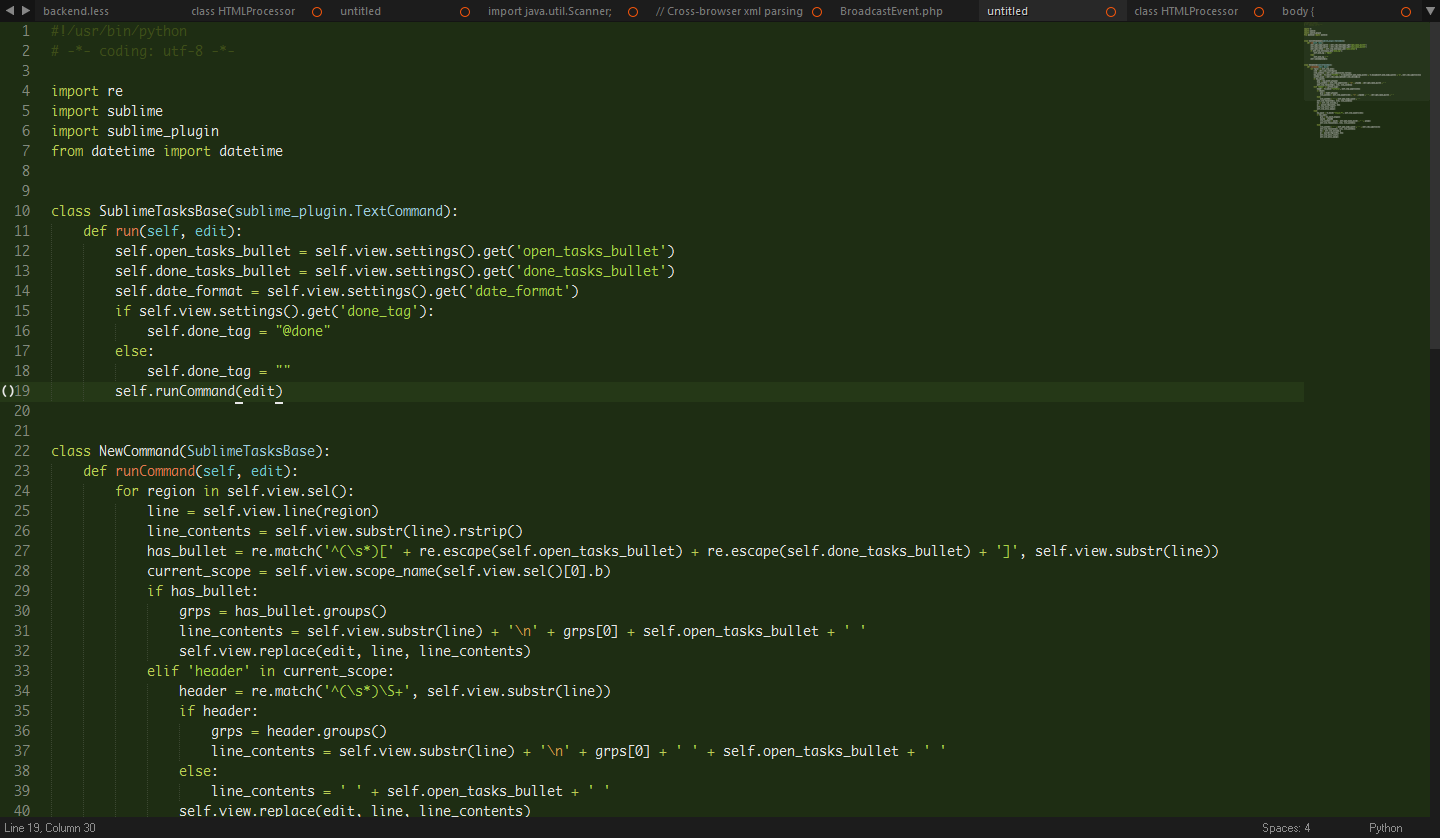 backend.less class HTMLProcessor untitled import java.util.Scanner; // Cross-browser xml parsing BroadcastEvent.php untitled class HTMLProcessor body {
1 #!/usr/bin/python
2 # -*- coding: utf-8 -*-
3
4 import re
5 import sublime
6 import sublime_plugin
7 from datetime import datetime
8
9
10 class SublimeTasksBase(sublime_plugin.TextCommand):
11 def run(self, edit):
12 self.open_tasks_bullet = self.view.settings().get('open_tasks_bullet')
13 self.done_tasks_bullet = self.view.settings().get('done_tasks_bullet')
14 self.date_format = self.view.settings().get('date_format')
15 if self.view.settings().get('done_tag'):
16 self.done_tag = "@done"
17 else:
18 self.done_tag = ""
()19 self.runCommand(edit)
20
21
22 class NewCommand(SublimeTasksBase):
23 def runCommand(self, edit):
24 for region in self.view.sel():
25 line = self.view.line(region)
26 line_contents = self.view.substr(line).rstrip()
27 has_bullet = re.match('^(\s*)[' + re.escape(self.open_tasks_bullet) + re.escape(self.done_tasks_bullet) + ']', self.view.substr(line))
28 current_scope = self.view.scope_name(self.view.sel()[0].b)
29 if has_bullet:
30 grps = has_bullet.groups()
31 line_contents = self.view.substr(line) + '\n' + grps[0] + self.open_tasks_bullet + ' '
32 self.view.replace(edit, line, line_contents)
33 elif 'header' in current_scope:
34 header = re.match('^(\s*)\S+', self.view.substr(line))
35 if header:
36 grps = header.groups()
37 line_contents = self.view.substr(line) + '\n' + grps[0] + ' ' + self.open_tasks_bullet + ' '
38 else:
39 line_contents = ' ' + self.open_tasks_bullet + ' '
40 self.view.replace(edit, line, line_contents)
Line 19, Column 30 Spaces: 4 Python